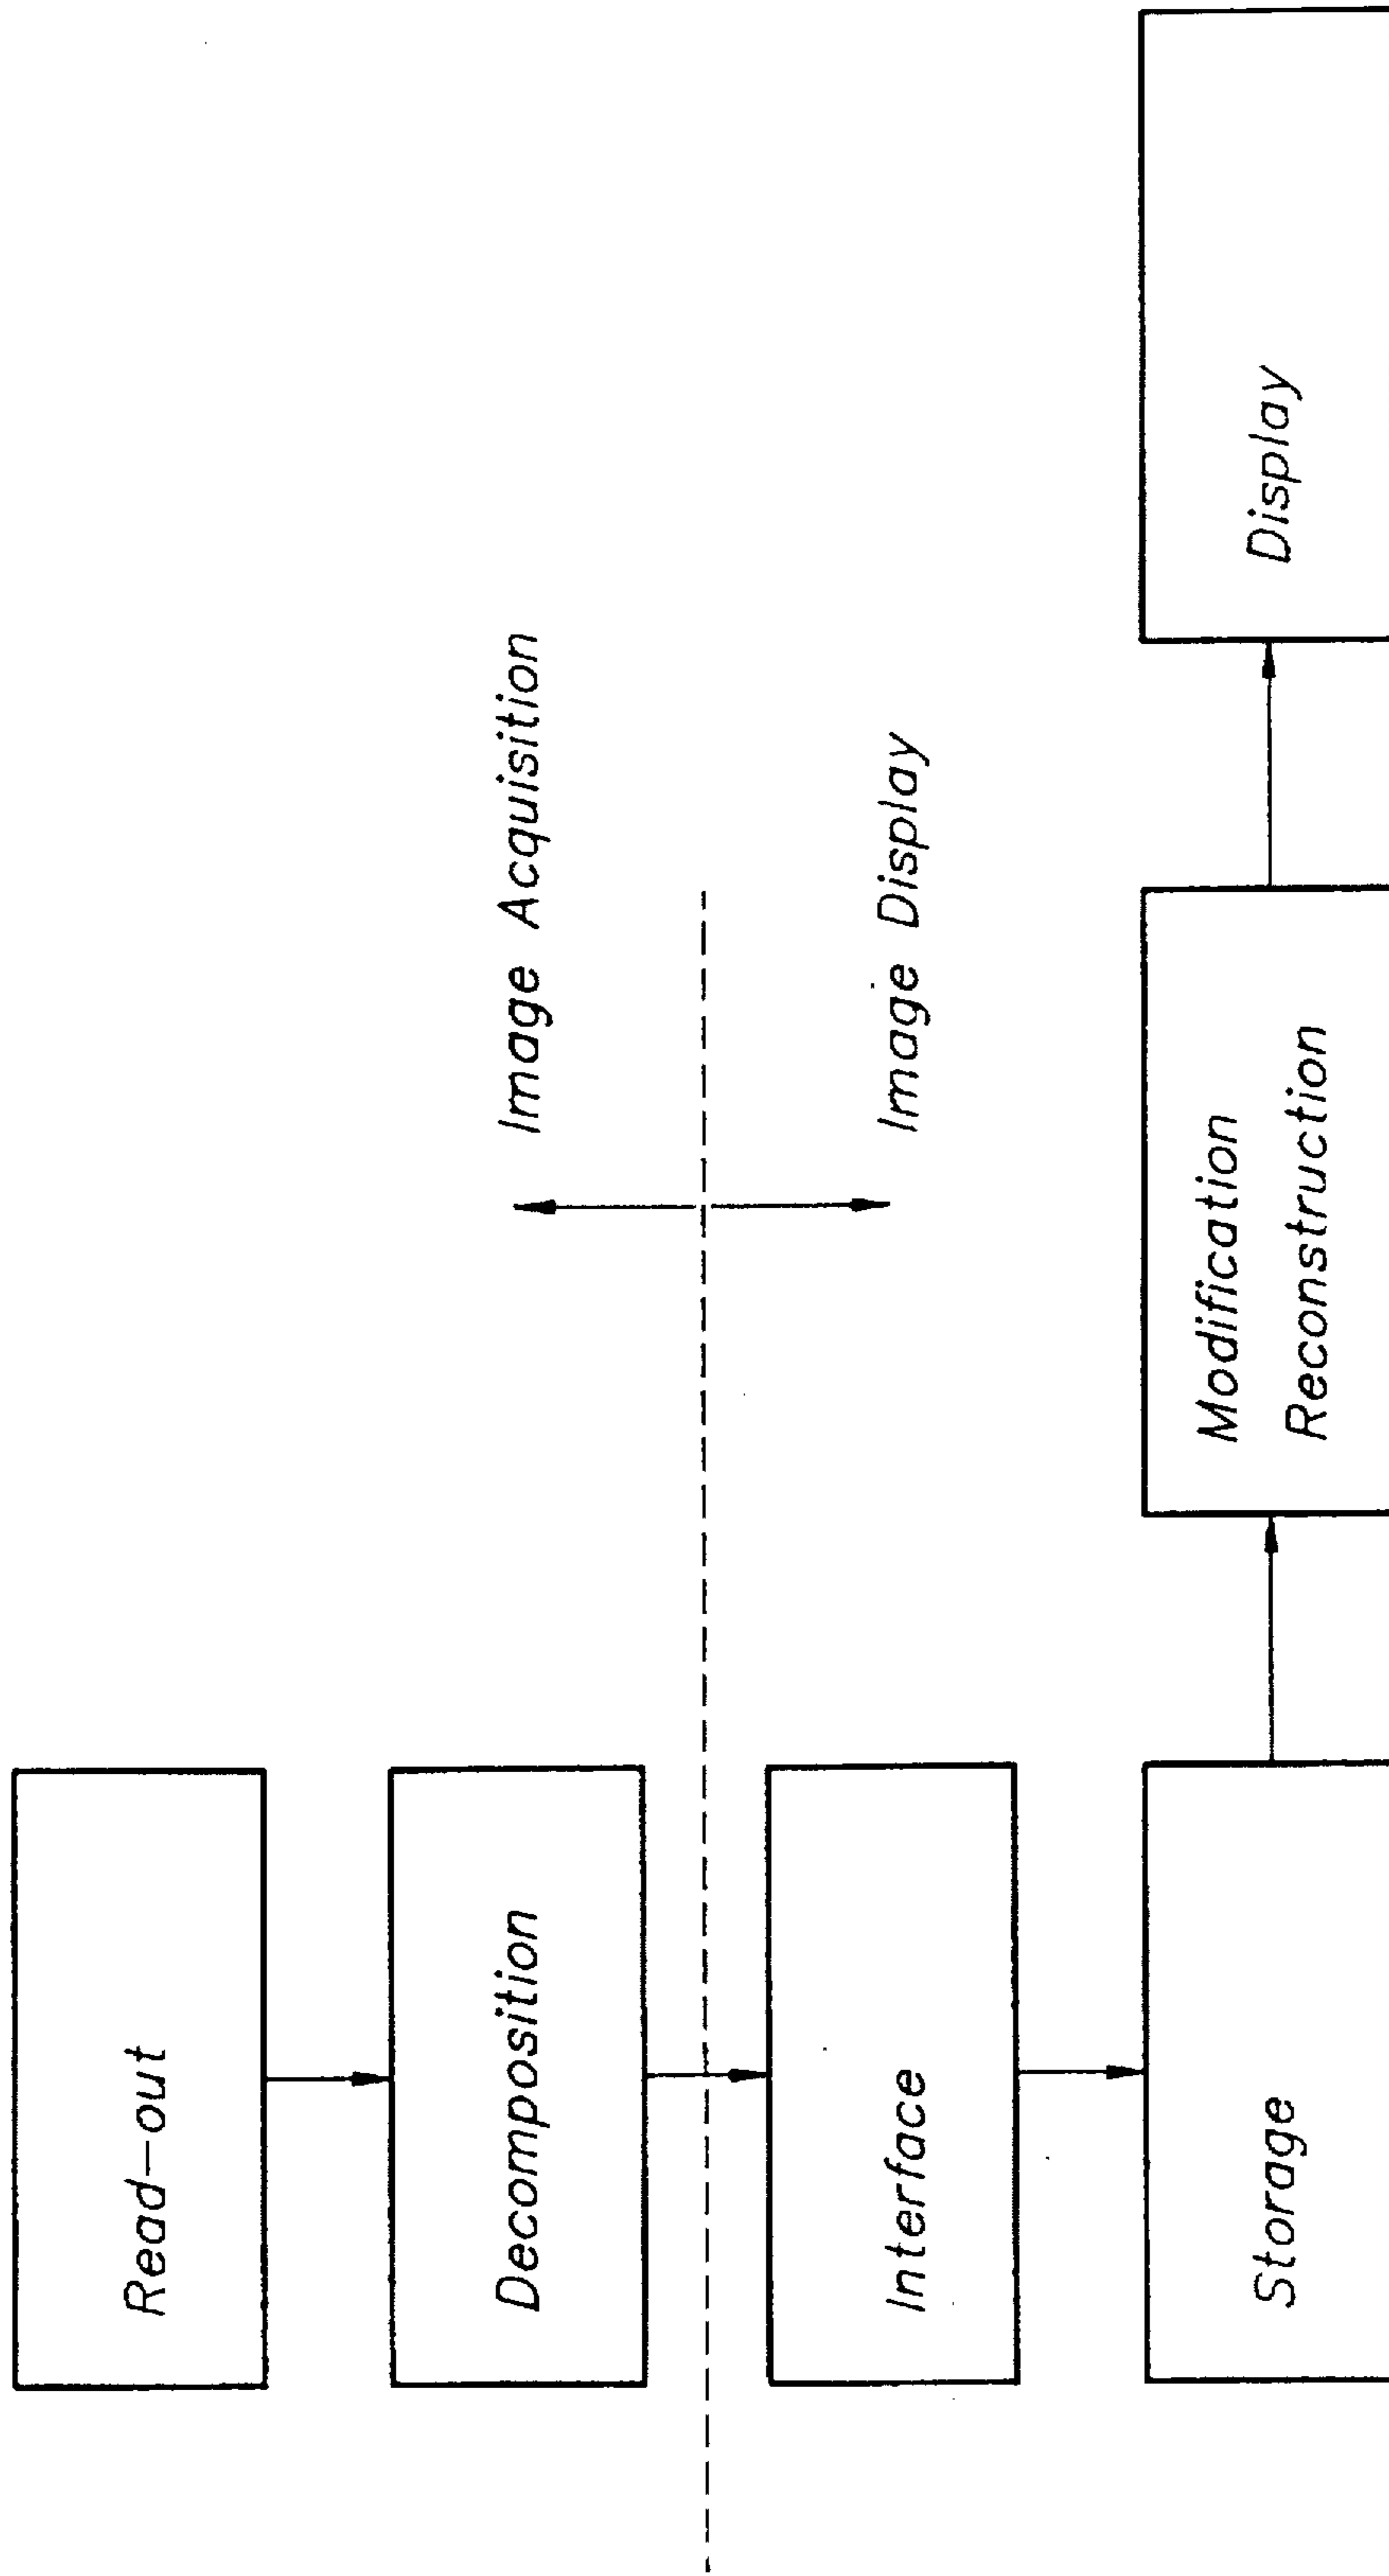 Read-out
Decomposition
Image Acquisition
Image Display
Interface
Storage
Modification
Reconstruction
Display